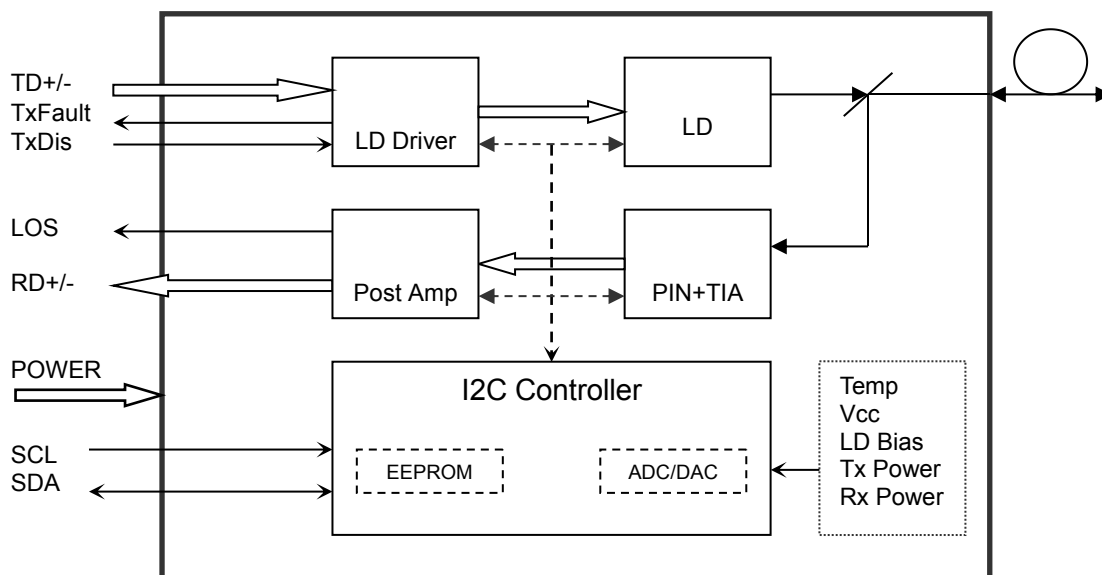 TD+/-
TxFault
TxDis
LD Driver
LD
LOS
RD+/-
Post Amp
PIN+TIA
POWER
I2C Controller
SCL
SDA
EEPROM
ADC/DAC
Temp
Vcc
LD Bias
Tx Power
Rx Power